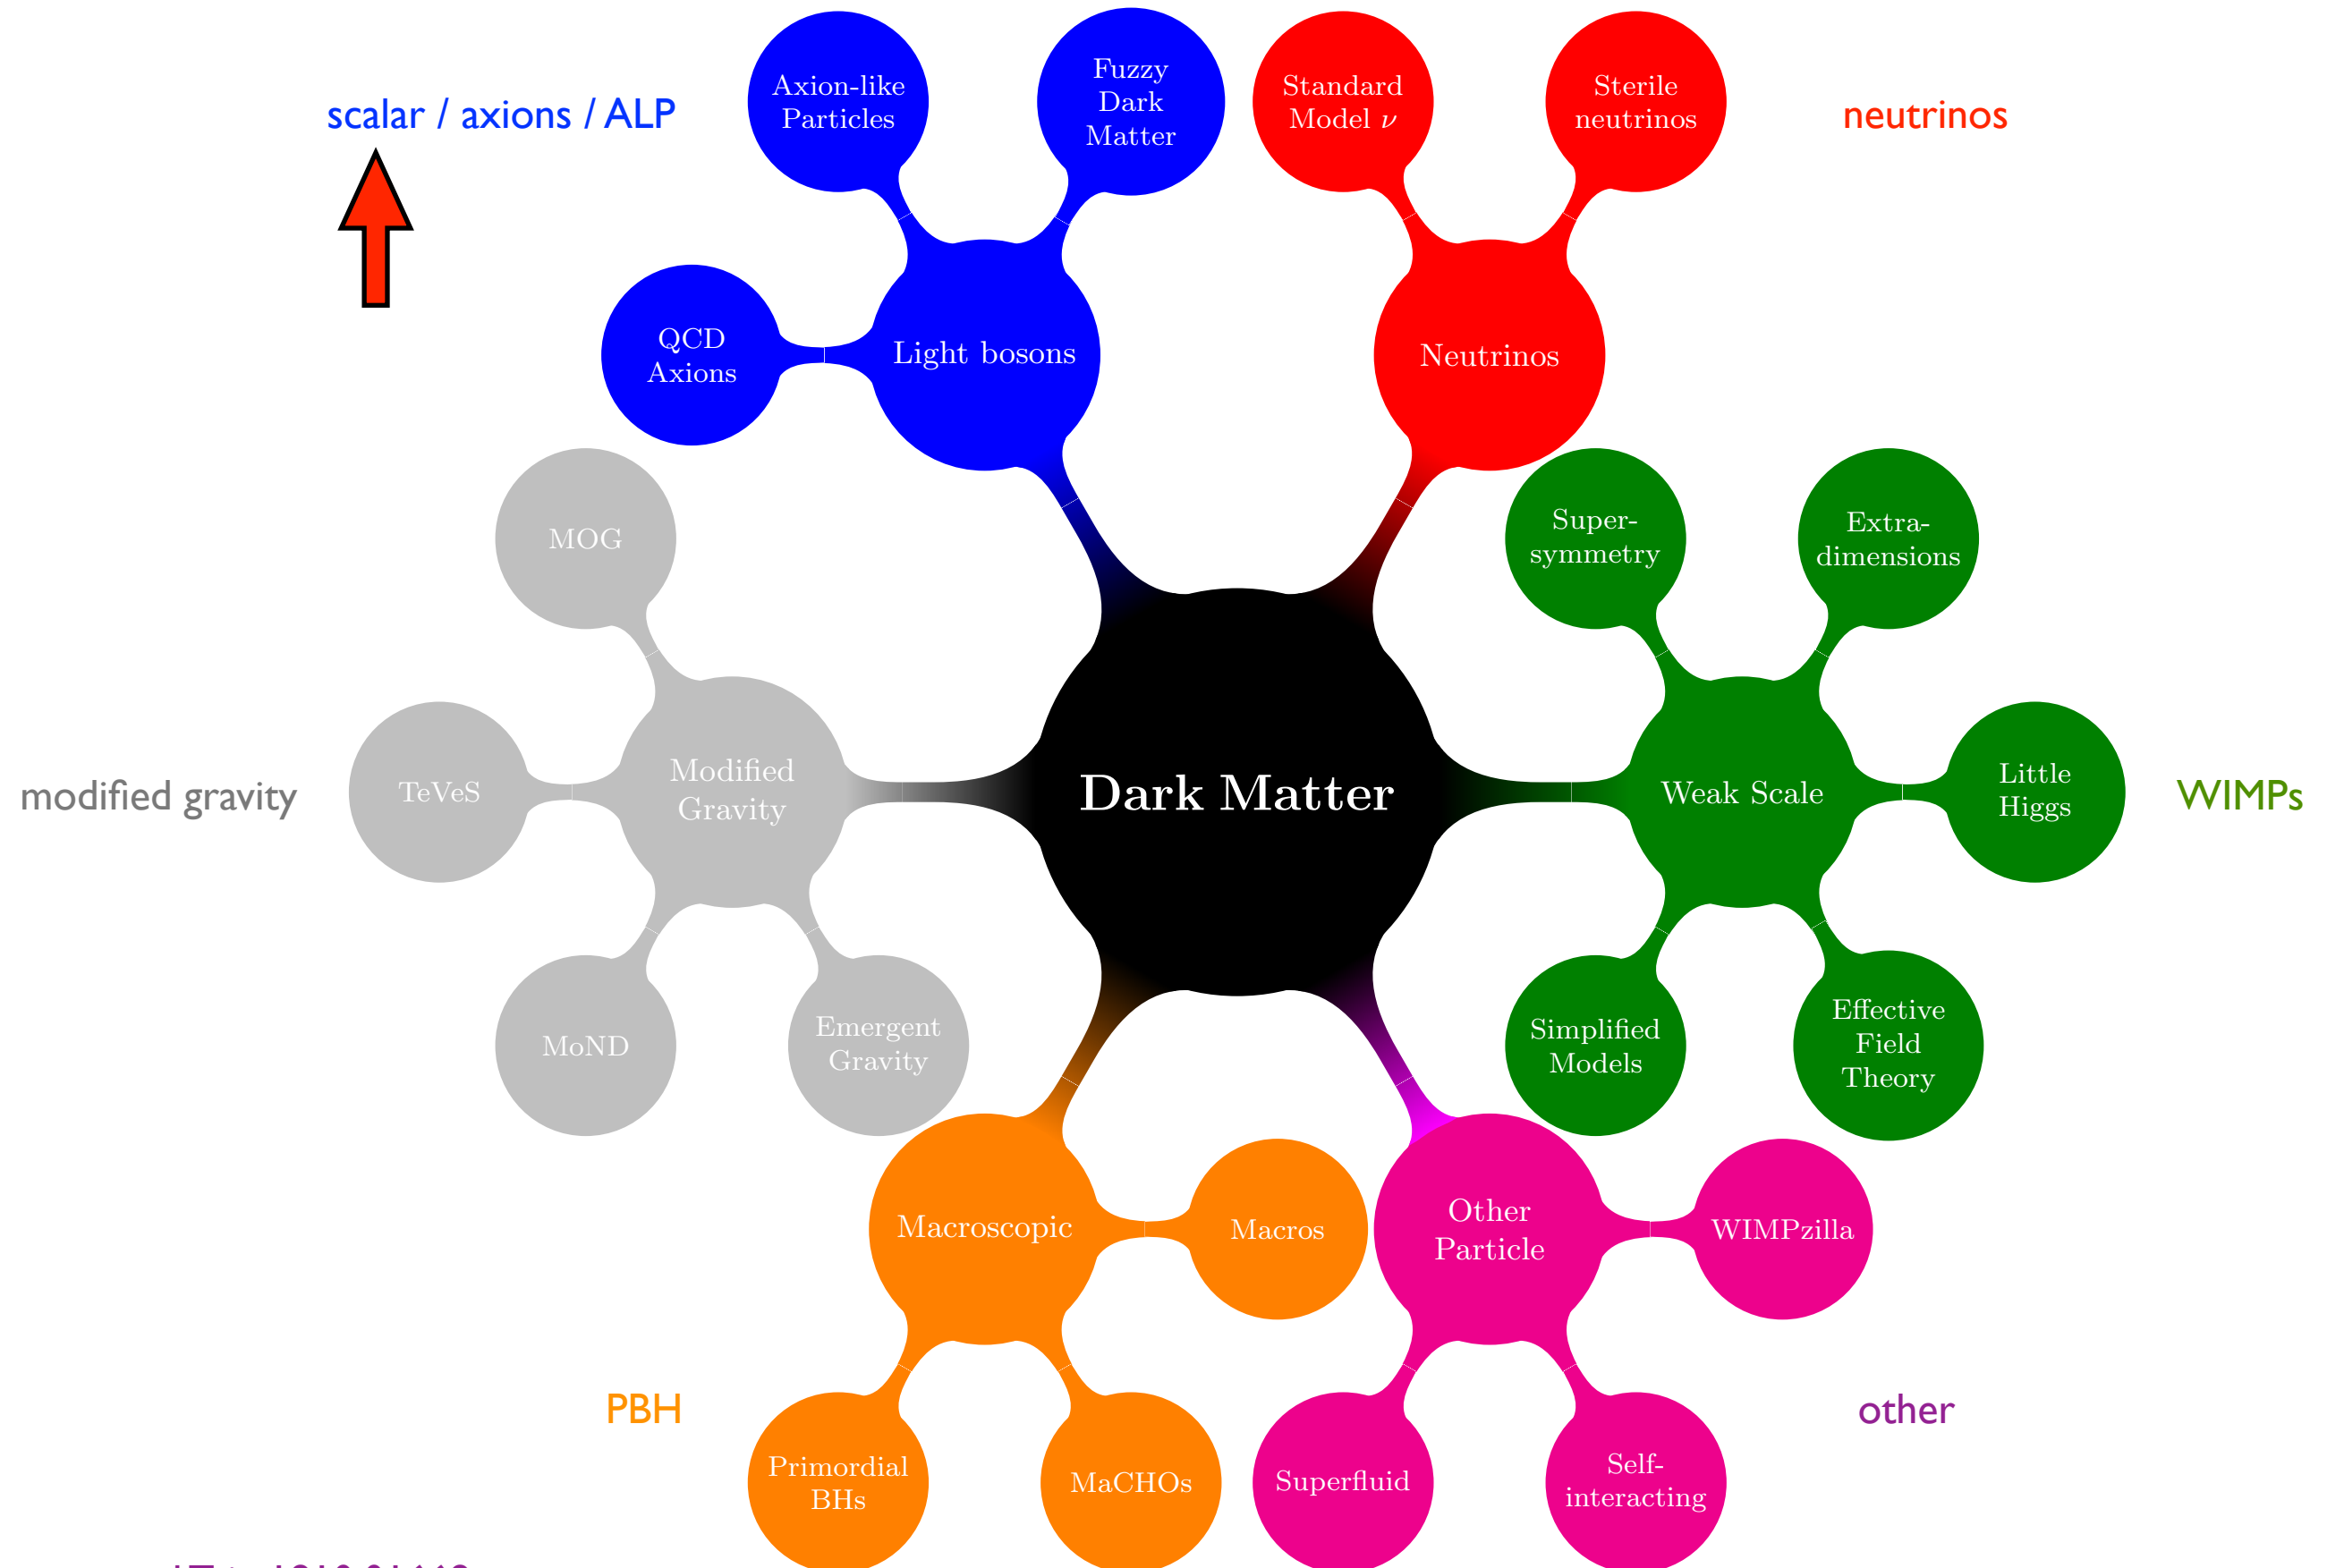 Axion-like
Particles
Fuzzy
Dark
Matter
Standard
Model ν
Sterile
neutrinos
scalar / axions / ALP
neutrinos
QCD
Axions
Light bosons
Neutrinos
MOG
Super-
symmetry
Extra-
dimensions
modified gravity
TeVeS
Modified
Gravity
Dark Matter
Weak Scale
Little
Higgs
WIMPs
MoND
Emergent
Gravity
Simplified
Models
Effective
Field
Theory
Macroscopic
Macros
Other
Particle
WIMPzilla
PBH
other
Primordial
BHs
MaCHOs
Superfluid
Self-
interacting